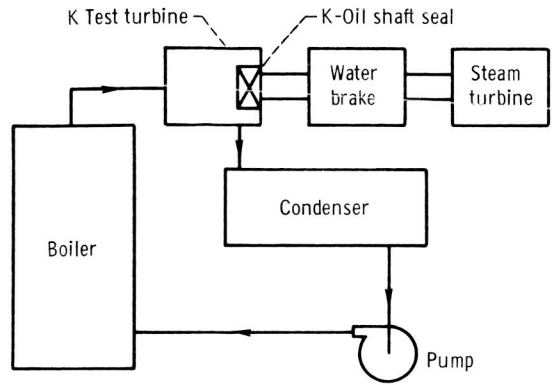 K Test turbine
K-Oil shaft seal
Water
brake
Steam
turbine
Condenser
Boiler
Pump